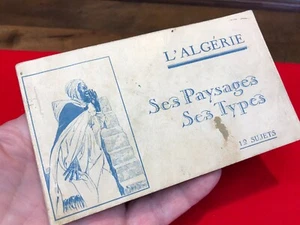 L'ALGÉRIE
Ses Paysages
Ses Types
12 SUJETS